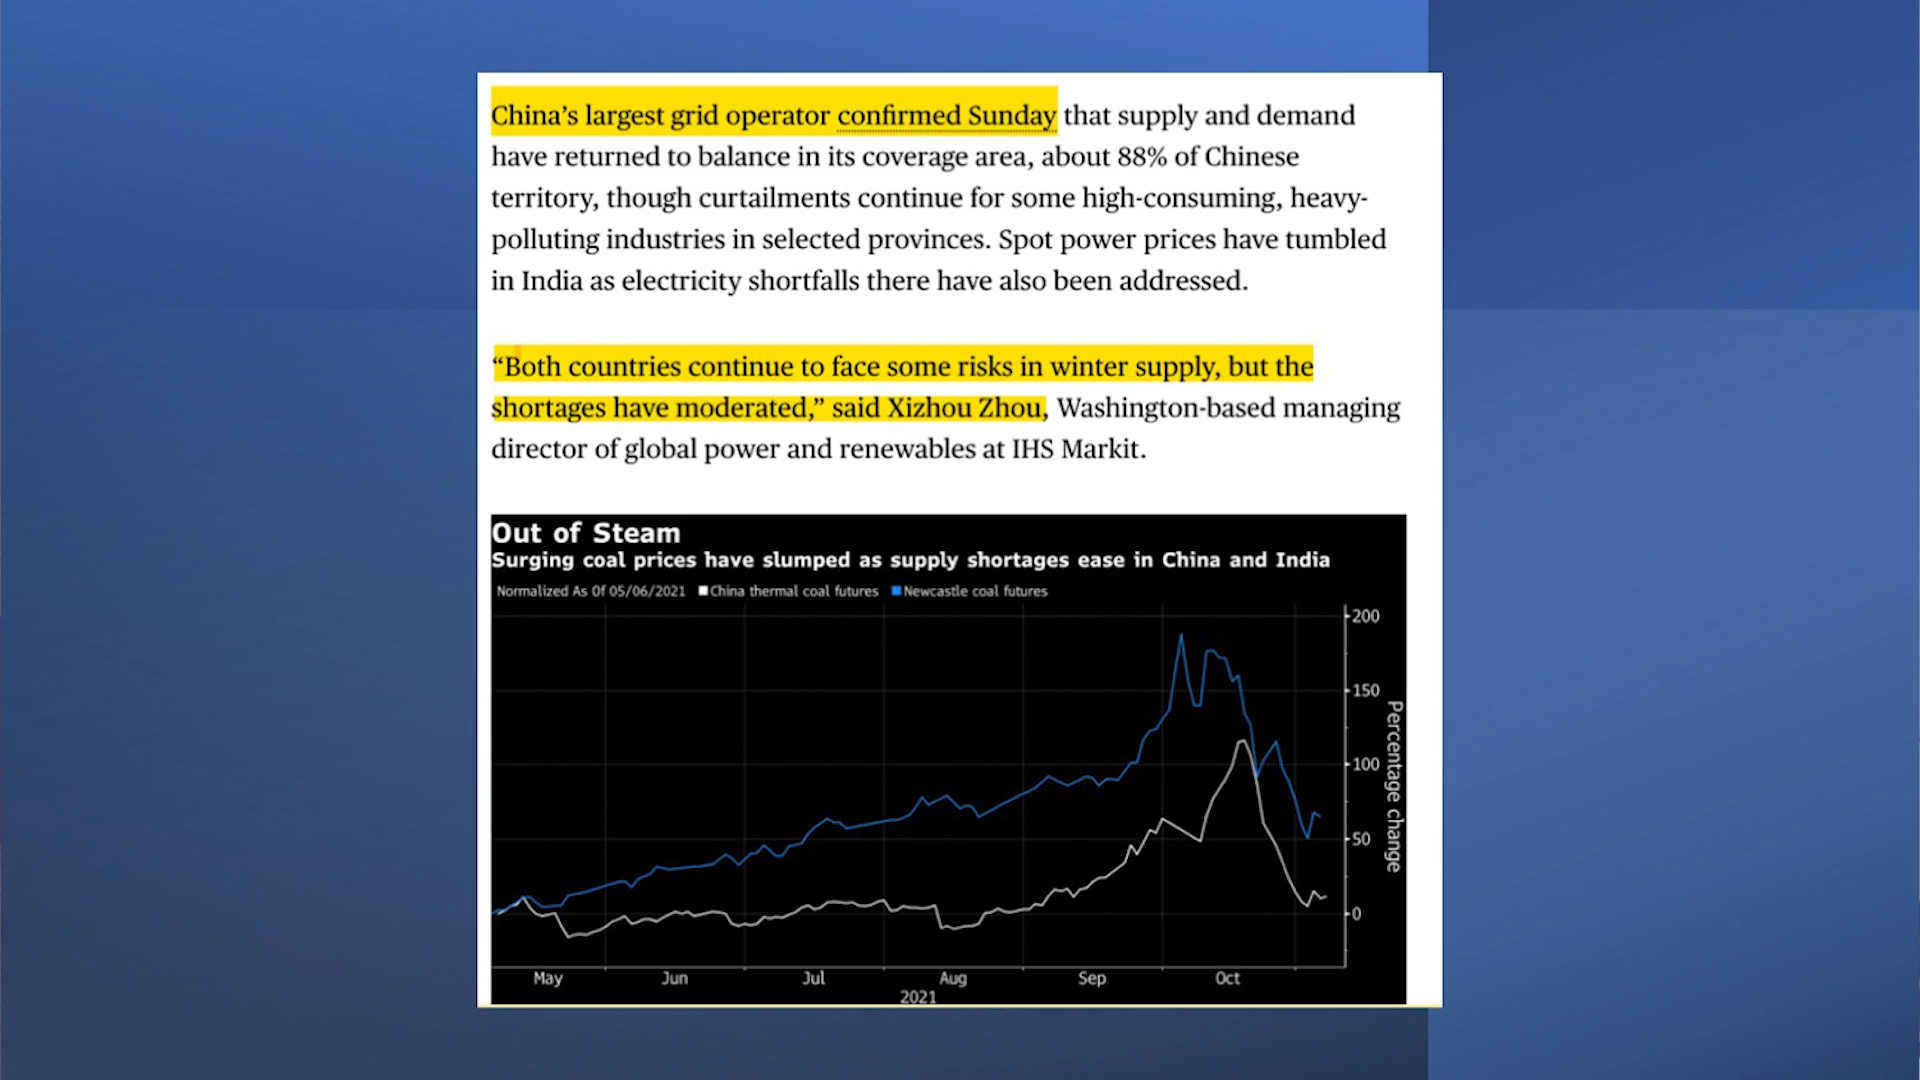 China’s largest grid operator confirmed Sunday that supply and demand
have returned to balance in its coverage area, about 88% of Chinese
territory, though curtailments continue for some high-consuming, heavy-
polluting industries in selected provinces. Spot power prices have tumbled
in India as electricity shortfalls there have also been addressed.
“Both countries continue to face some risks in winter supply, but the
shortages have moderated,” said Xizhou Zhou, Washington-based managing
director of global power and renewables at IHS Markit.
Out of Steam
Surging coal prices have slumped as supply shortages ease in China and India
Normalized As Of 05/06/2021 China thermal coal futures Newcastle coal futures
200
150
100
50
0
Percentage change
May Jun Jul Aug Sep Oct
2021